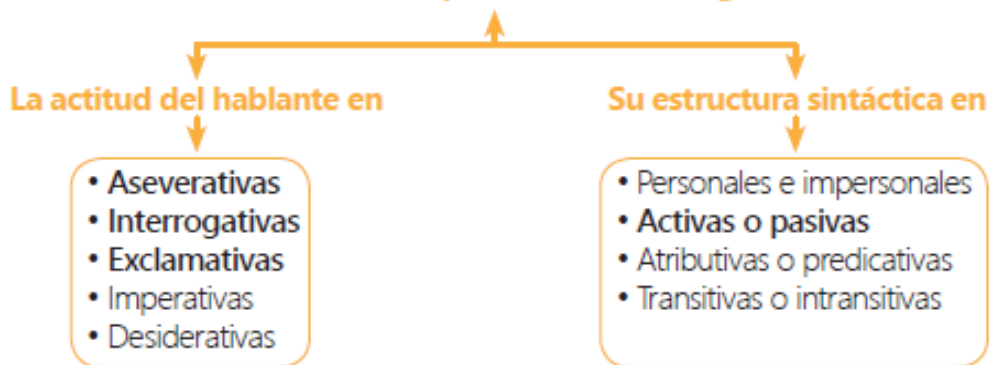 La actitud del hablante en
• Aseverativas
• Interrogativas
• Exclamativas
• Imperativas
• Desiderativas
Su estructura sintáctica en
• Personales e impersonales
• Activas o pasivas
• Atributivas o predicativas
• Transitivas o intransitivas